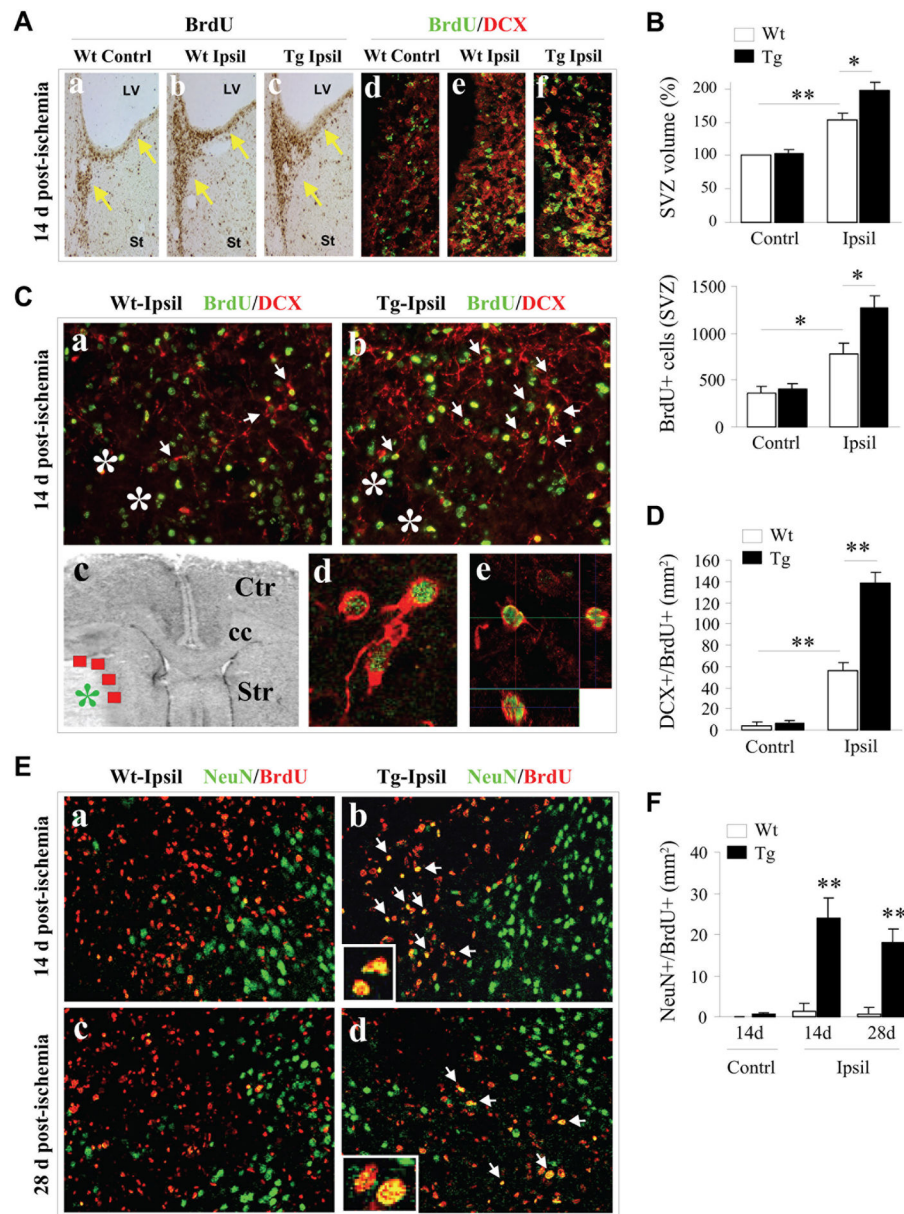 A
BrdU
BrdU/DCX
Wt Contrl
Wt Ipsil
Tg Ipsil
Wt Contrl
Wt Ipsil
Tg Ipsil
14 d post-ischemia
a
LV
St
b
LV
St
c
LV
St
d
e
f
B
Wt
Tg
SVZ volume (%)
200
150
100
50
0
**
*
Contrl
Ipsil
BrdU+ cells (SVZ)
1500
1000
500
0
*
*
Contrl
Ipsil
C
Wt-Ipsil BrdU/DCX
Tg-Ipsil BrdU/DCX
14 d post-ischemia
a
*
*
b
*
*
c
Ctr
cc
Str
*
d
e
D
Wt
Tg
DCX+/BrdU+ (mm²)
160
140
120
100
80
60
40
20
0
**
**
Contrl
Ipsil
E
Wt-Ipsil NeuN/BrdU
Tg-Ipsil NeuN/BrdU
14 d post-ischemia
a
b
28 d post-ischemia
c
d
F
Wt
Tg
NeuN+/BrdU+ (mm²)
40
30
20
10
0
**
**
14d
14d
28d
Contrl
Ipsil